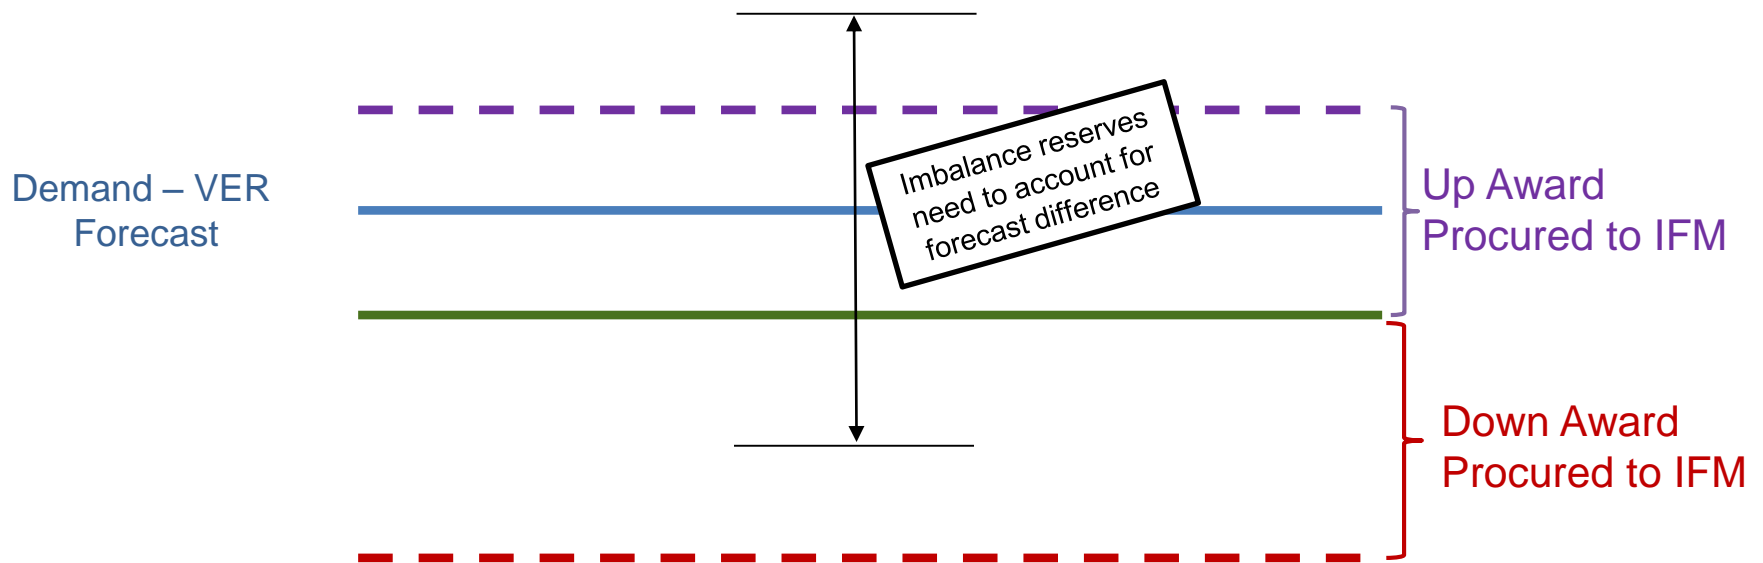 Demand – VER
Forecast
Imbalance reserves
need to account for
forecast difference
Up Award
Procured to IFM
Down Award
Procured to IFM